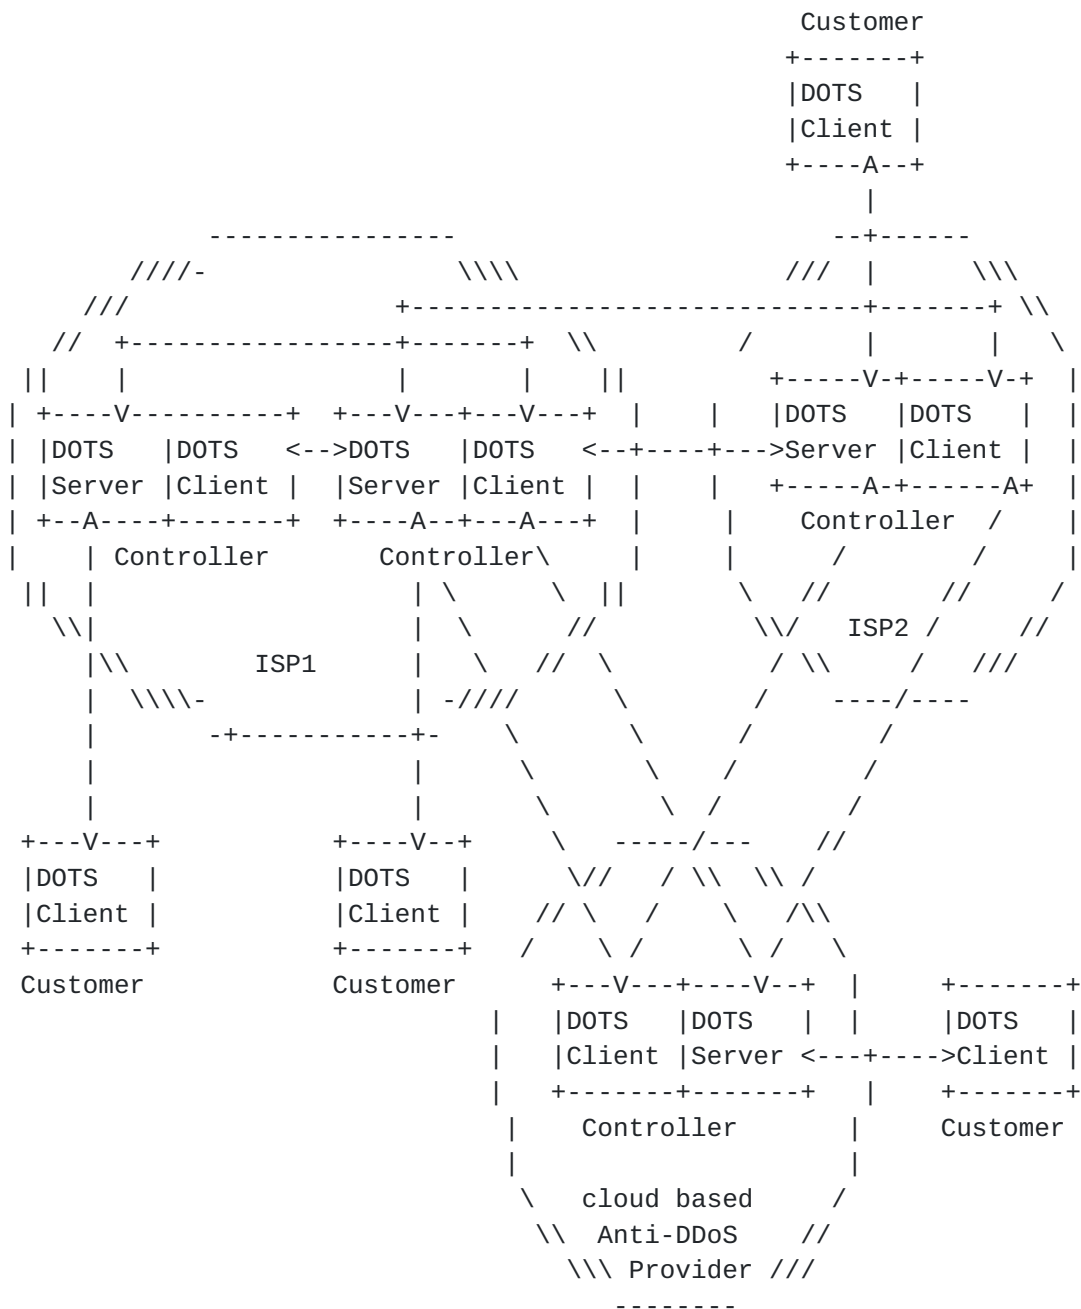 Customer
                                                  +-------+
                                                  |DOTS   |
                                                  |Client |
                                                  +----A--+
                                                       |
             ----------------                        --+------
        ////-                \\\\                 ///  |      \\\
     ///                 +-----------------------------+-------+ \\
   //  +-----------------+-------+  \\         /       |       |   \
 ||    |                 |       |    ||         +-----V-+-----V-+  |
| +----V----------+  +---V---+---V---+  |    |   |DOTS   |DOTS   |  |
| |DOTS   |DOTS   <-->DOTS   |DOTS   <--+----+--->Server |Client |  |
| |Server |Client |  |Server |Client |  |    |   +-----A-+------A+  |
| +--A----+-------+  +----A--+---A---+  |     |    Controller  /    |
|    | Controller       Controller\     |     |      /        /     |
 ||  |                    | \      \  ||       \   //       //     /
   \\|                    |  \      //          \\/   ISP2 /     //
     |\\        ISP1      |   \   //  \          / \\     /   ///
     |  \\\\-             | -////      \        /    ----/----
     |       -+-----------+-    \       \      /        /
     |                    |      \       \    /        /
     |                    |       \       \  /        /
 +---V---+           +----V--+     \   -----/---    //
 |DOTS   |           |DOTS   |      \//   / \\  \\ /
 |Client |           |Client |    // \   /    \   /\\
 +-------+           +-------+   /    \ /      \ /   \
 Customer            Customer      +---V---+----V--+  |     +-------+
                               |   |DOTS   |DOTS   |  |     |DOTS   |
                               |   |Client |Server <---+---->Client |
                               |   +-------+-------+   |    +-------+
                                |    Controller       |     Customer
                                |                     |
                                 \   cloud based     /
                                  \\  Anti-DDoS    //
                                    \\\ Provider ///
                                       --------